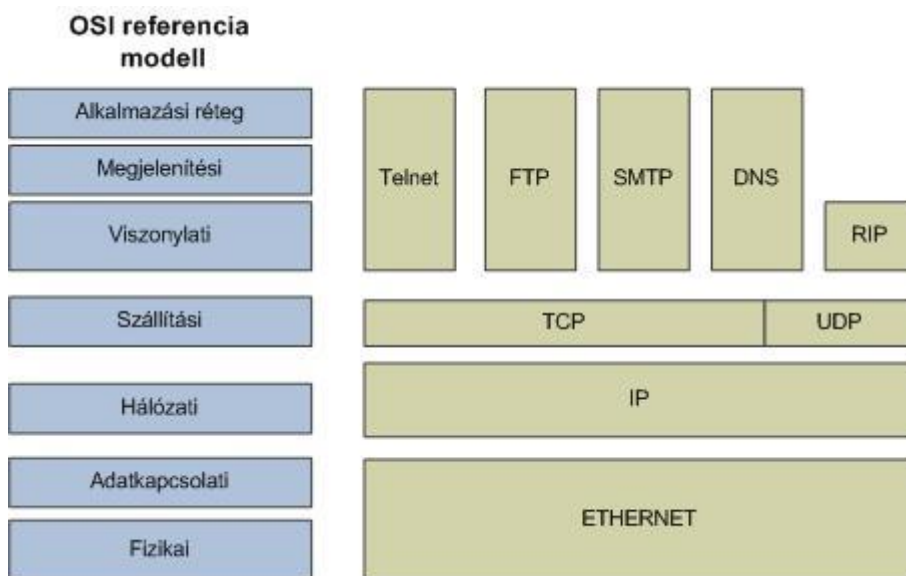 OSI referencia
modell
Alkalmazási réteg
Megjelenítési
Viszonylati
Szállítási
Hálózati
Adatkapcsolati
Fizikai
Telnet
FTP
SMTP
DNS
RIP
TCP
UDP
IP
ETHERNET